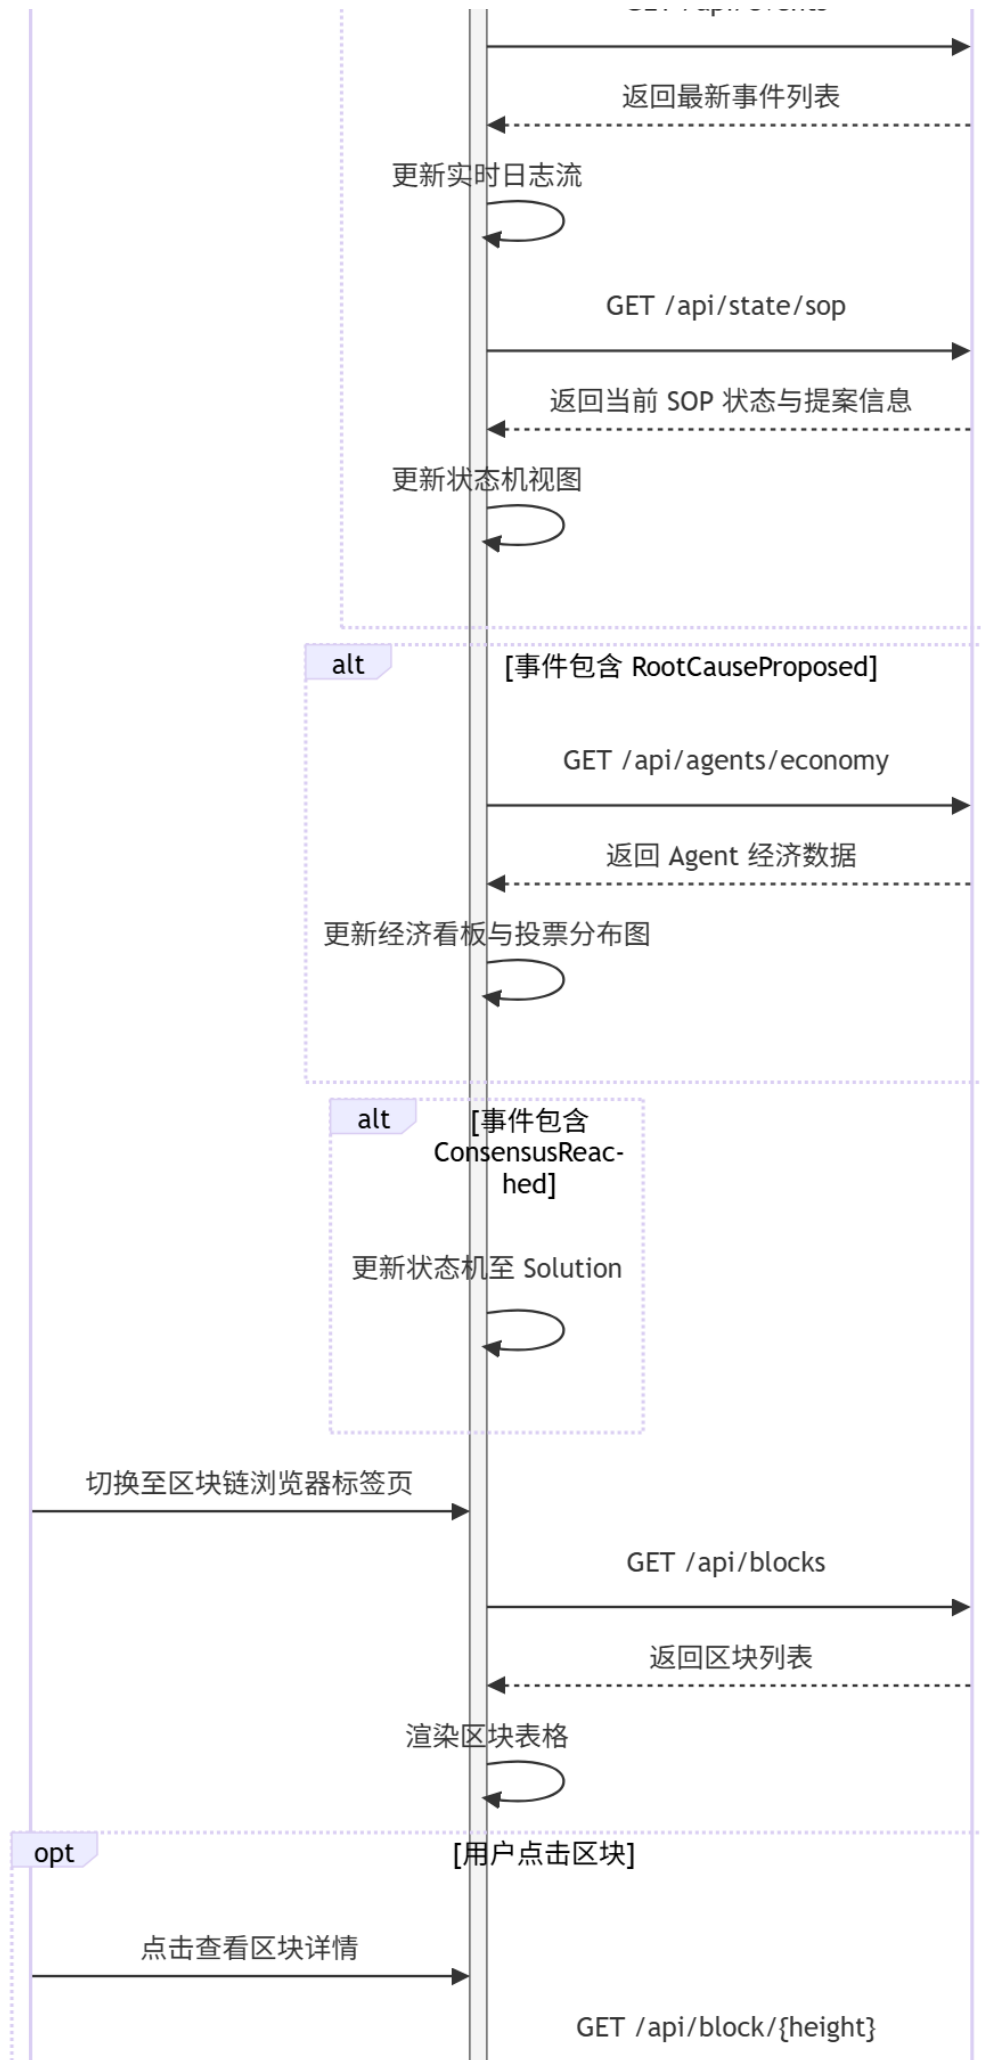 返回最新事件列表
更新实时日志流
GET /api/state/sop
返回当前 SOP 状态与提案信息
更新状态机视图
alt
[事件包含 RootCauseProposed]
GET /api/agents/economy
返回 Agent 经济数据
更新经济看板与投票分布图
alt
[事件包含
ConsensusReac-
hed]
更新状态机至 Solution
切换至区块链浏览器标签页
GET /api/blocks
返回区块列表
渲染区块表格
opt
[用户点击区块]
点击查看区块详情
GET /api/block/{height}